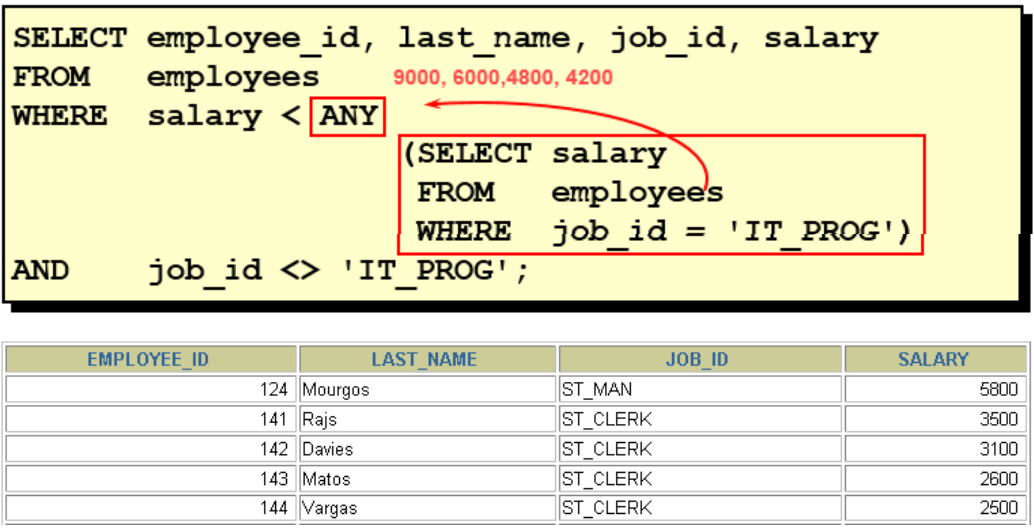 SELECT employee_id, last_name, job_id, salary
FROM employees 9000, 6000,4800, 4200
WHERE salary < ANY
(SELECT salary
FROM employees
WHERE job_id = 'IT_PROG')
AND job_id <> 'IT_PROG';
EMPLOYEE_ID LAST_NAME JOB_ID SALARY
124 Mourgos ST_MAN 5800
141 Rajs ST_CLERK 3500
142 Davies ST_CLERK 3100
143 Matos ST_CLERK 2600
144 Vargas ST_CLERK 2500